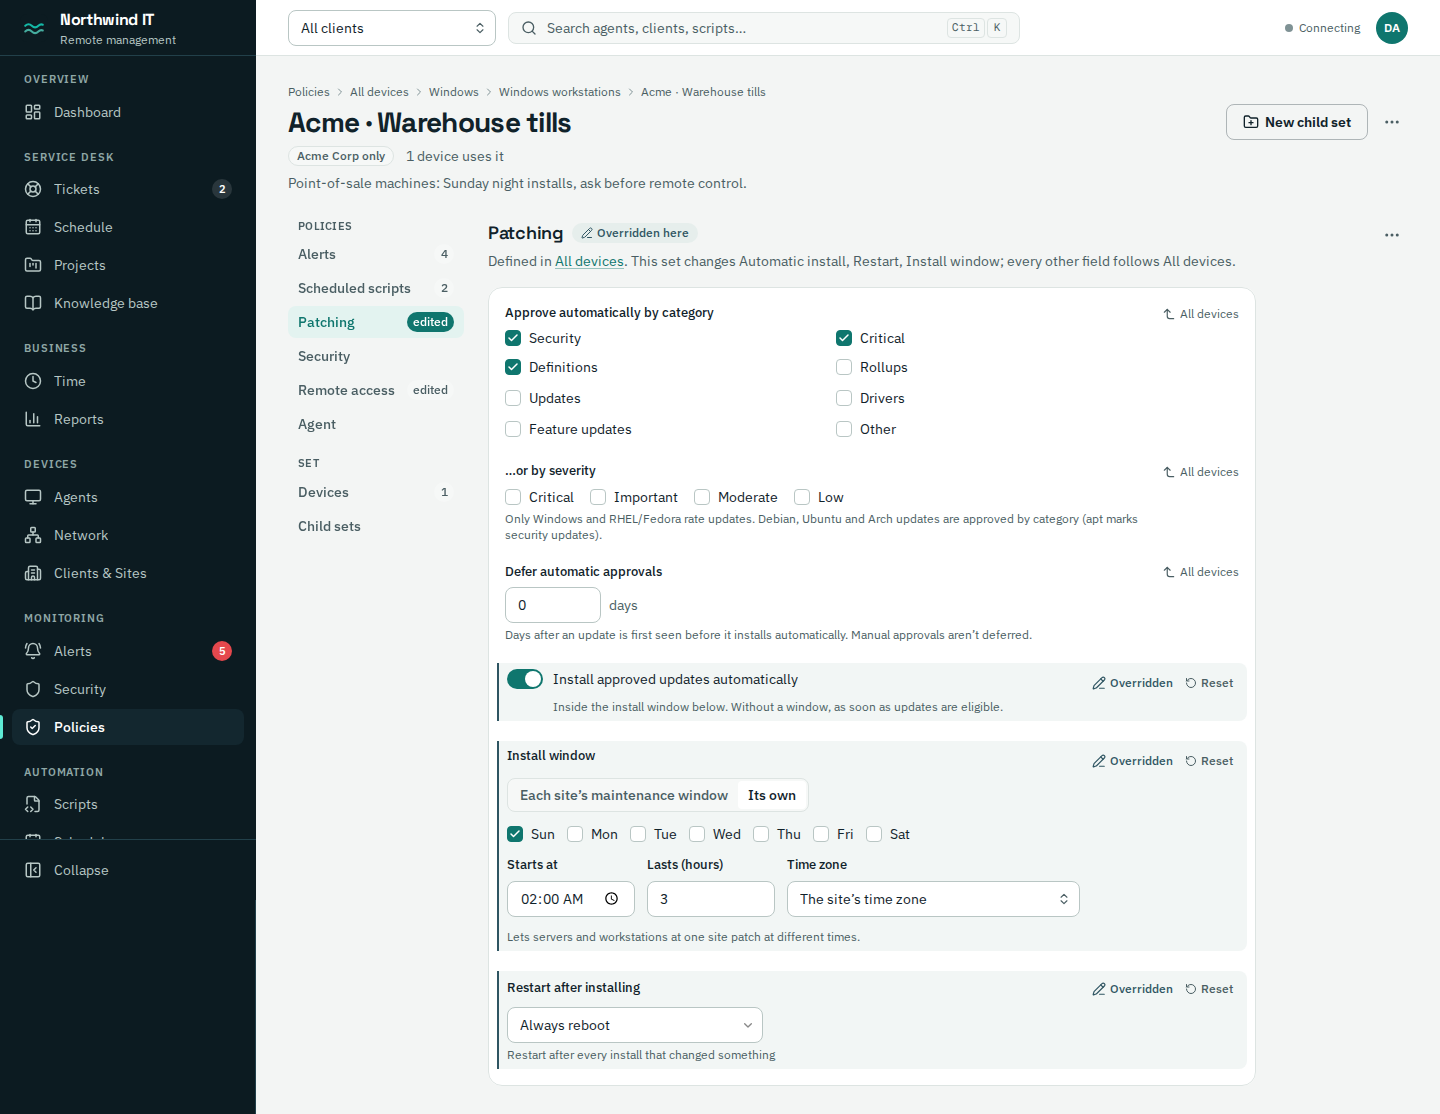 Northwind IT
Remote management
OVERVIEW
Dashboard
SERVICE DESK
Tickets 2
Schedule
Projects
Knowledge base
BUSINESS
Time
Reports
DEVICES
Agents
Network
Clients & Sites
MONITORING
Alerts 5
Security
Policies
AUTOMATION
Scripts
Collapse
All clients
Search agents, clients, scripts…
Ctrl K
Connecting
DA
Policies
All devices
Windows
Windows workstations
Acme · Warehouse tills
Acme · Warehouse tills
New child set
Acme Corp only
1 device uses it
Point-of-sale machines: Sunday night installs, ask before remote control.
POLICIES
Alerts 4
Scheduled scripts 2
Patching edited
Security
Remote access edited
Agent
SET
Devices 1
Child sets
Patching
Overridden here
Defined in All devices. This set changes Automatic install, Restart, Install window; every other field follows All devices.
Approve automatically by category
All devices
Security
Critical
Definitions
Rollups
Updates
Drivers
Feature updates
Other
…or by severity
All devices
Critical
Important
Moderate
Low
Only Windows and RHEL/Fedora rate updates. Debian, Ubuntu and Arch updates are approved by category (apt marks
security updates).
Defer automatic approvals
All devices
0
days
Days after an update is first seen before it installs automatically. Manual approvals aren’t deferred.
Install approved updates automatically
Overridden
Reset
Inside the install window below. Without a window, as soon as updates are eligible.
Install window
Overridden
Reset
Each site’s maintenance window
Its own
Sun
Mon
Tue
Wed
Thu
Fri
Sat
Starts at
Lasts (hours)
Time zone
02:00 AM
3
The site’s time zone
Lets servers and workstations at one site patch at different times.
Restart after installing
Overridden
Reset
Always reboot
Restart after every install that changed something